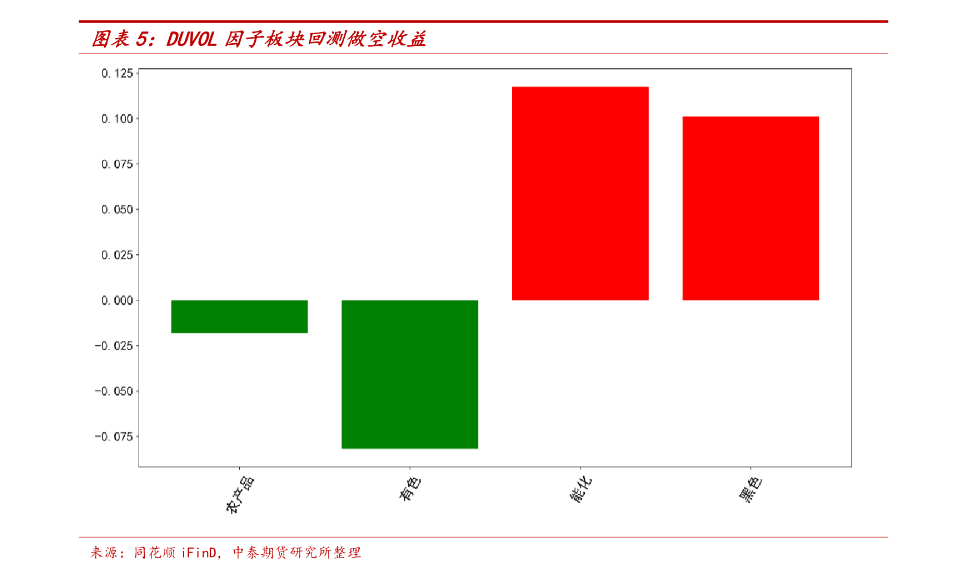 图表 5：DUVOL 因子板块回测做空收益
0.125
0.100
0.075
0.050
0.025
0.000
-0.025
-0.050
-0.075
农产品
有色
能化
黑色
来源：同花顺 iFinD，中泰期货研究所整理